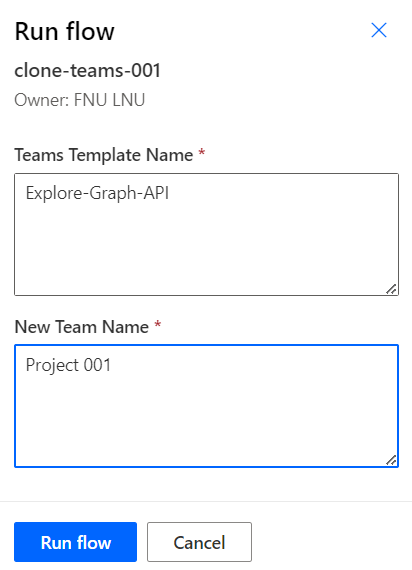 Run flow
clone-teams-001
Owner: FNU LNU
Teams Template Name *
Explore-Graph-API
New Team Name *
Project 001
Run flow
Cancel